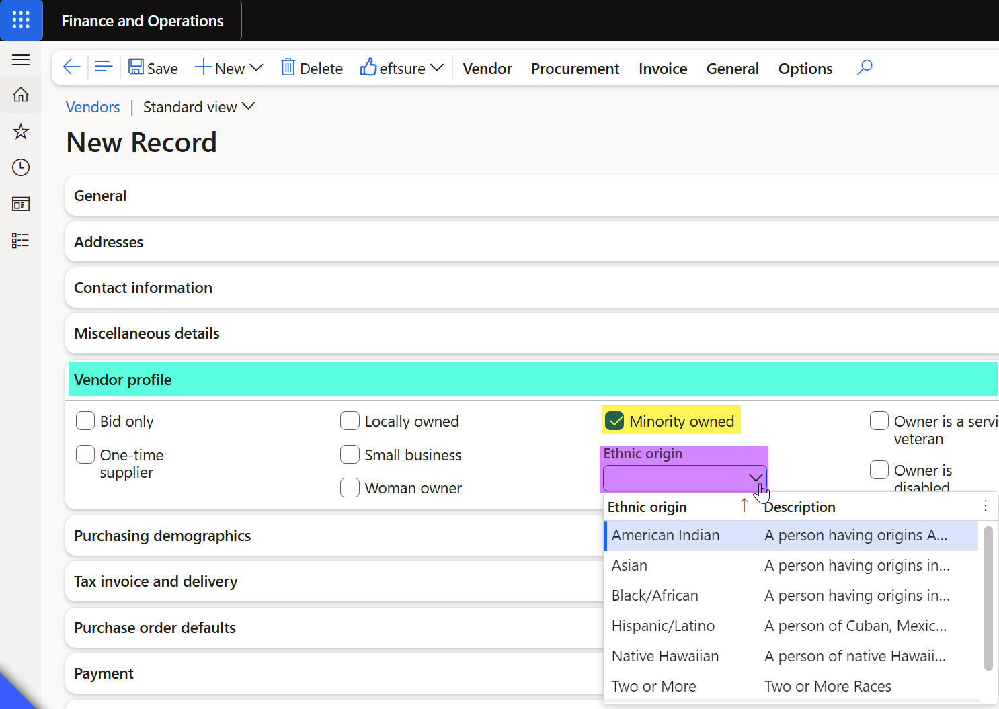 Finance and Operations
Save New Delete eftsure Vendor Procurement Invoice General Options
Vendors | Standard view
New Record
General
Addresses
Contact information
Miscellaneous details
Vendor profile
Bid only
One-time
supplier
Locally owned
Small business
Woman owner
Minority owned
Ethnic origin
Owner is a servi
veteran
Owner is
disabled
Ethnic origin ↑ Description
American Indian A person having origins A...
Asian A person having origins in...
Black/African A person having origins in...
Hispanic/Latino A person of Cuban, Mexic...
Native Hawaiian A person of native Hawaii...
Two or More Two or More Races
Purchasing demographics
Tax invoice and delivery
Purchase order defaults
Payment